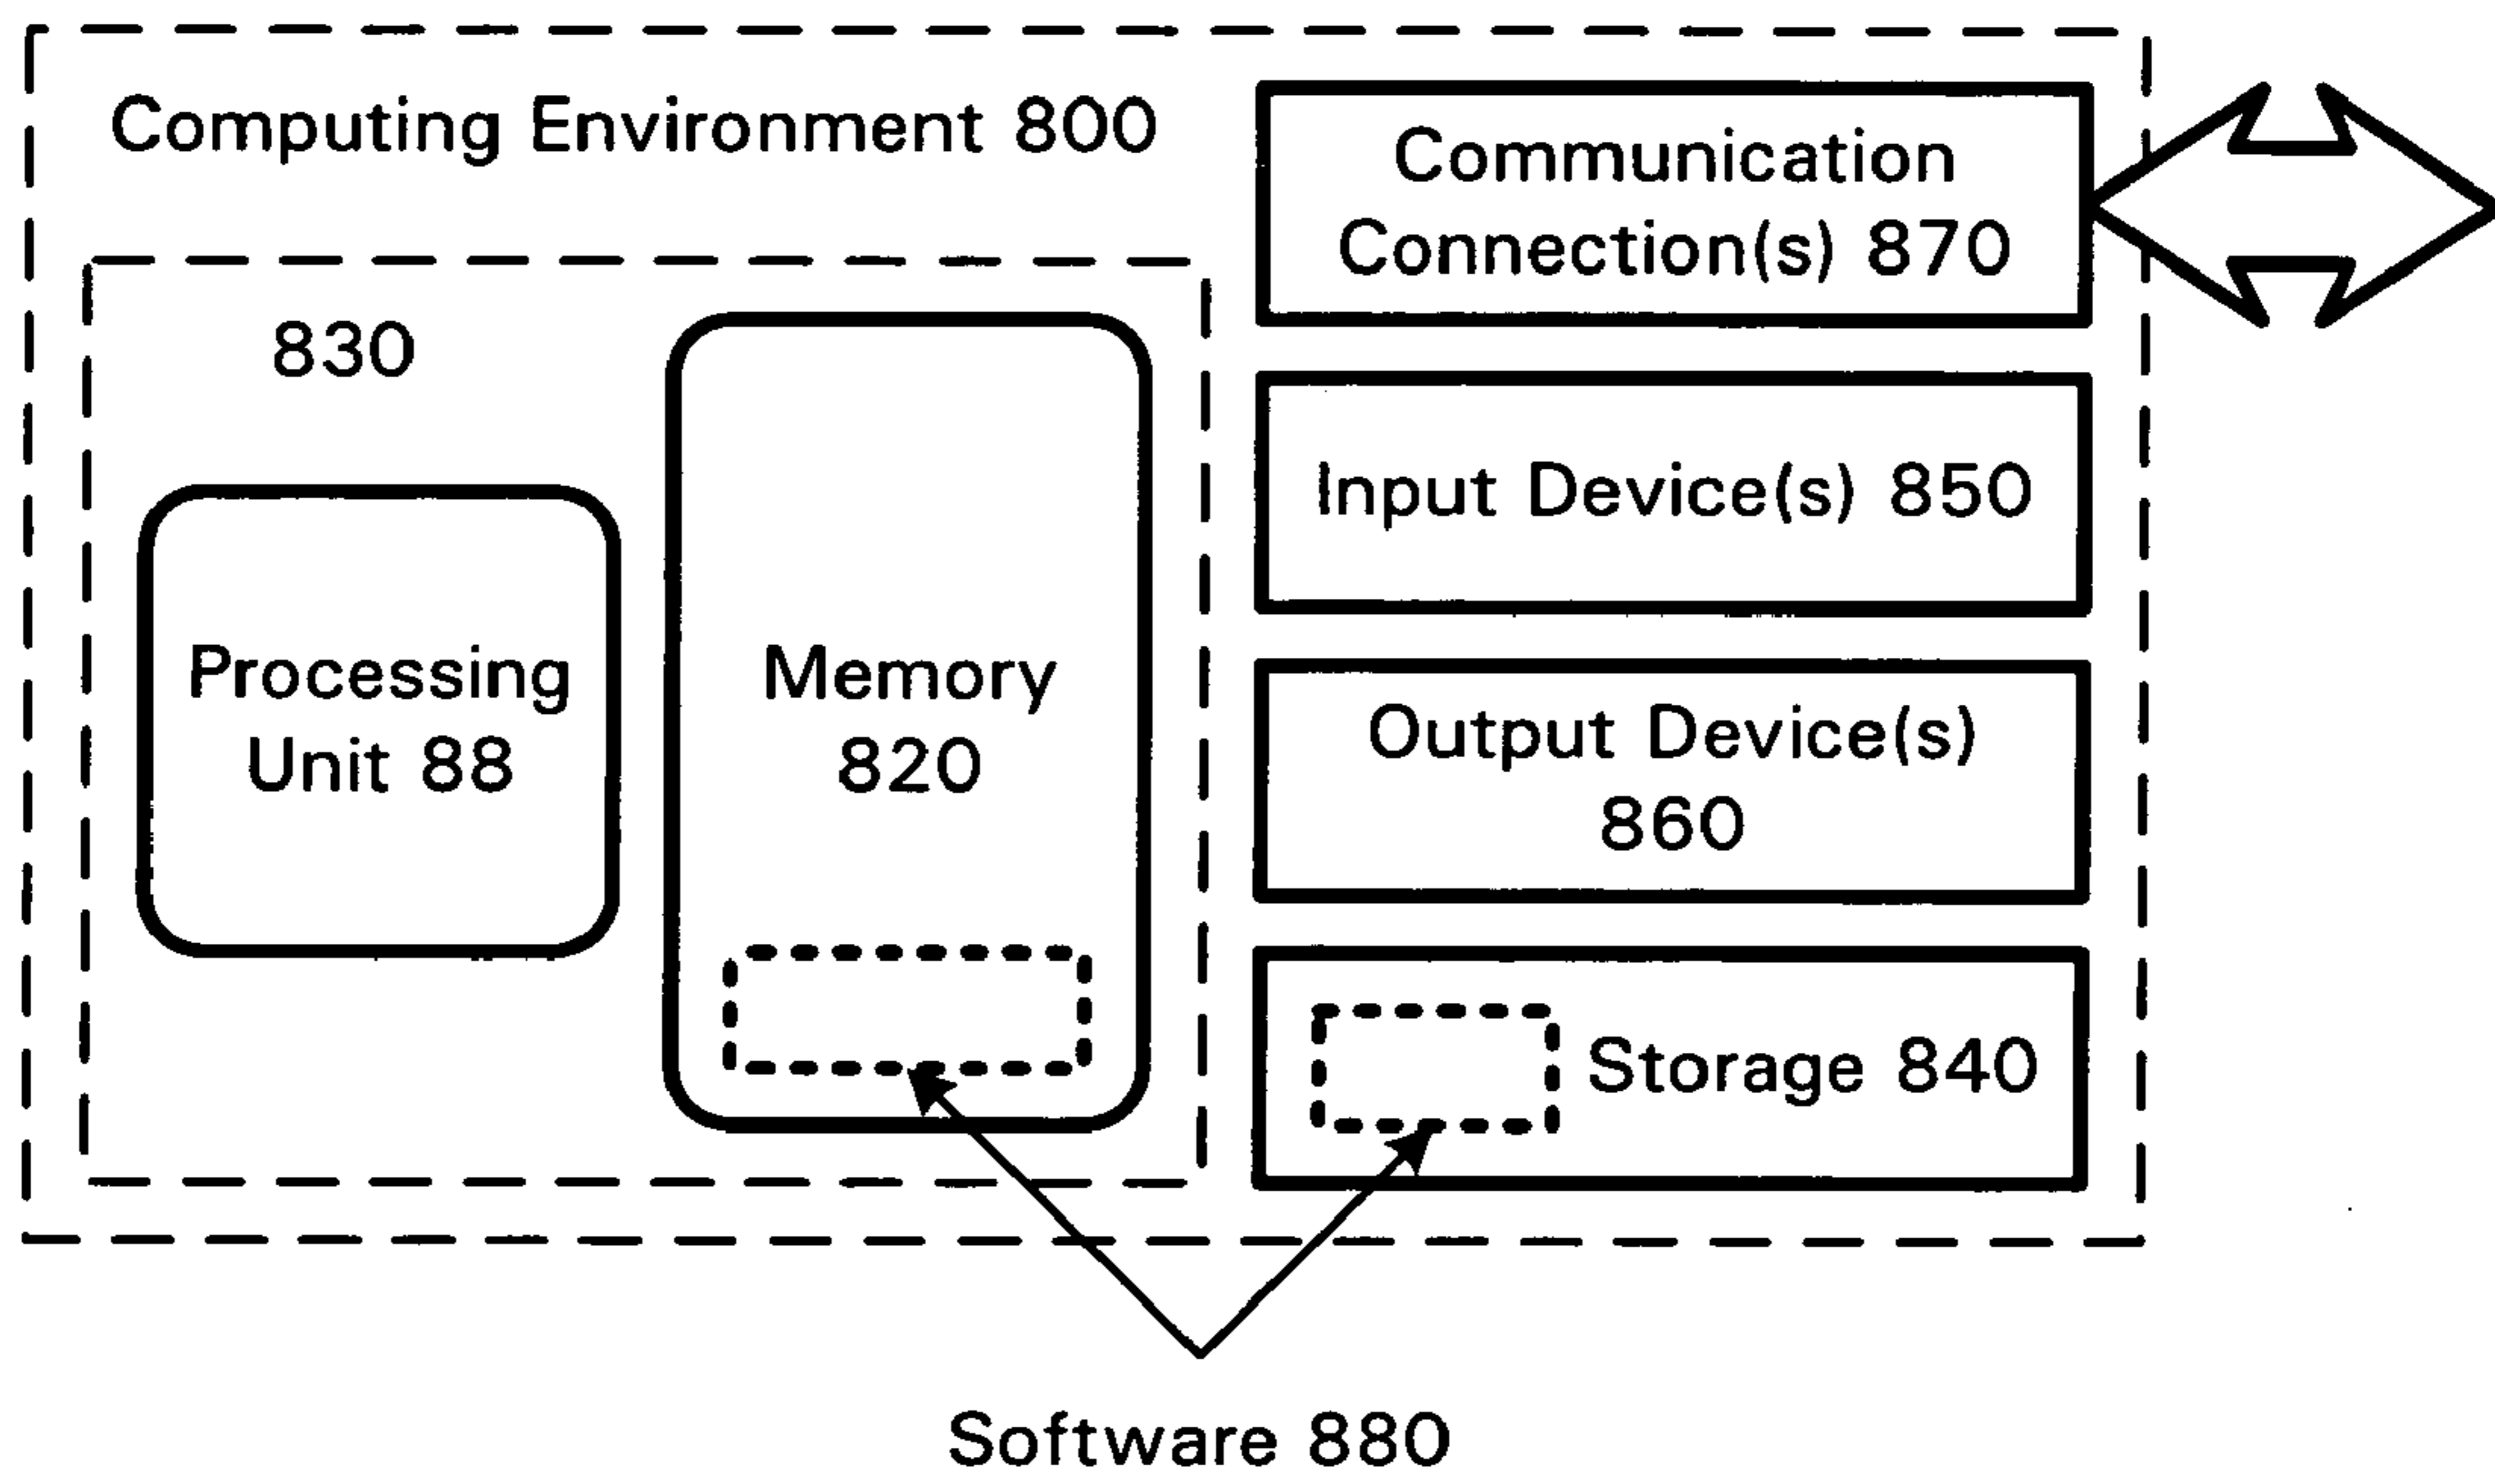 Computing Environment 800
830
Processing
Unit 88
Memory
820
Communication
Connection(s) 870
Input Device(s) 850
Output Device(s)
860
Storage 840
Software 880